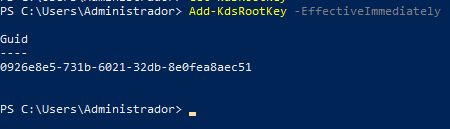 PS C:\Users\Administrador> Add-KdsRootKey -EffectiveImmediately
Guid
----
0926e8e5-731b-6021-32db-8e0fea8aec51
PS C:\Users\Administrador>